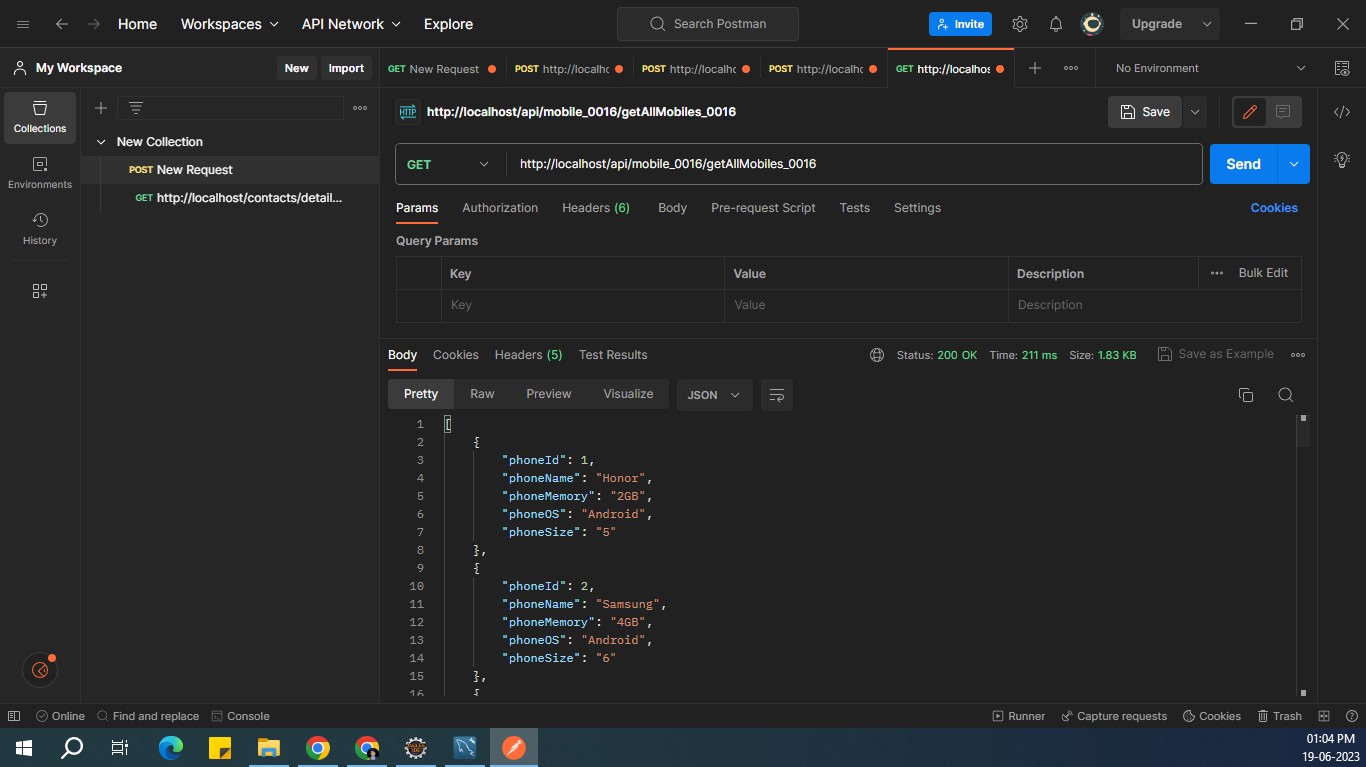 Home Workspaces API Network Explore Search Postman Invite Upgrade
My Workspace New Import GET New Request POST http://localhc POST http://localhc POST http://localhc GET http://localhos No Environment
Collections
Environments
History
New Collection
POST New Request
GET http://localhost/contacts/detail...
HTTP http://localhost/api/mobile_0016/getAllMobiles_0016 Save
GET http://localhost/api/mobile_0016/getAllMobiles_0016 Send
Params Authorization Headers (6) Body Pre-request Script Tests Settings Cookies
Query Params
Key Value Description Bulk Edit
Key Value Description
Body Cookies Headers (5) Test Results Status: 200 OK Time: 211 ms Size: 1.83 KB Save as Example
Pretty Raw Preview Visualize JSON
1 [
2 {
3 "phoneId": 1,
4 "phoneName": "Honor",
5 "phoneMemory": "2GB",
6 "phoneOS": "Android",
7 "phoneSize": "5"
8 },
9 {
10 "phoneId": 2,
11 "phoneName": "Samsung",
12 "phoneMemory": "4GB",
13 "phoneOS": "Android",
14 "phoneSize": "6"
15 },
16 {
Online Find and replace Console Runner Capture requests Cookies Trash
01:04 PM
19-06-2023